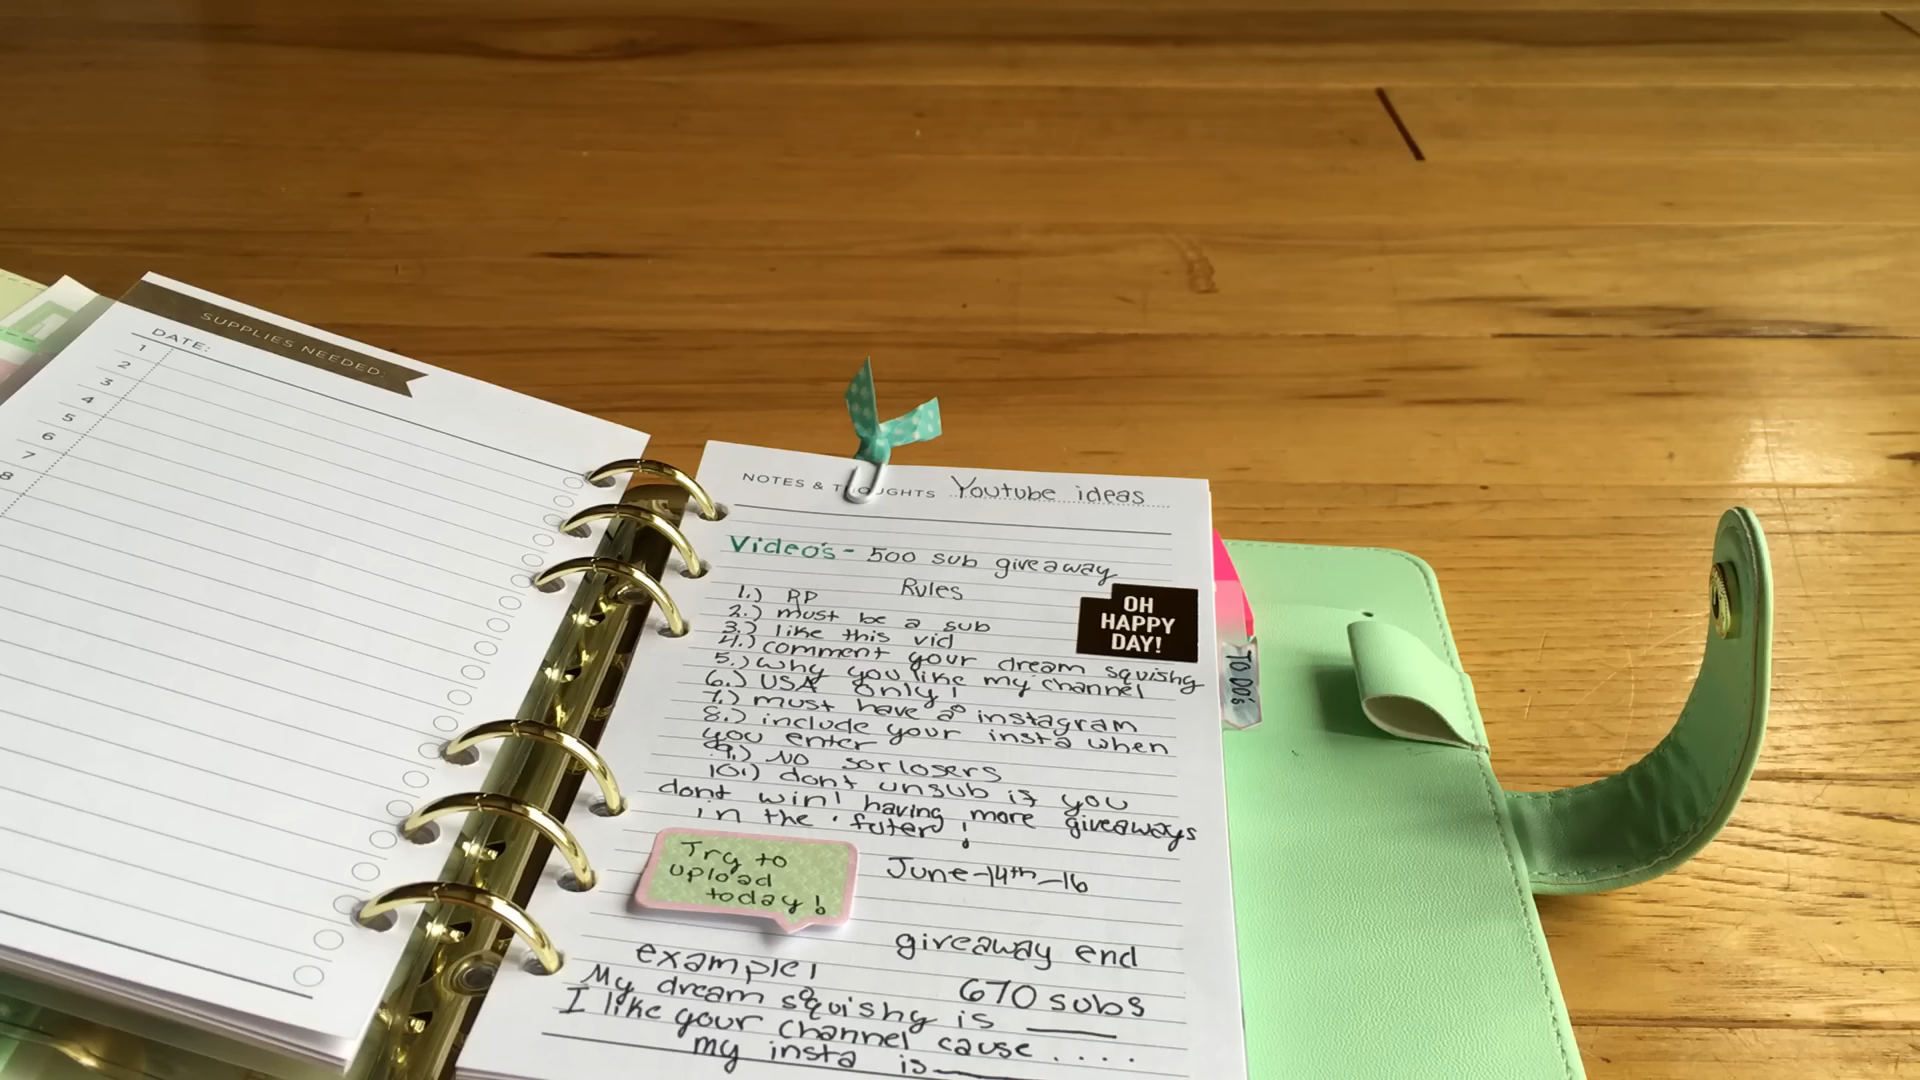 SUPPLIES NEEDED:
DATE:
1
2
3
4
5
6
7
8
NOTES & THOUGHTS Youtube ideas
Video's - 500 sub giveaway
Rules
1.) RP
2.) must be a sub
3.) like this vid
4.) comment your dream squishy
5.) why you like my channel
6.) USA only!
7.) must have a instagram
8.) include your insta when
you enter
9.) NO sorlosers
10.) dont unsub if you
dont win! having more giveaways
in the futer!
OH
HAPPY
DAY!
TO DO'S
Try to
upload
today!
June-14th-16
giveaway end
670 subs
example!
My dream squishy is ____
I like your channel cause ....
my insta is____